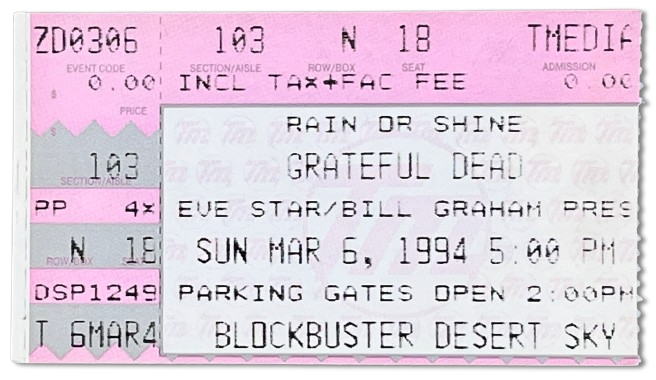 ZD0306 103 N 18 TMEDIA
EVENT CODE SECTION/AISLE ROW/BOX SEAT ADMISSION
$ 0.00 INCL TAX+FAC FEE 0.00
PRICE
$
RAIN OR SHINE
103 GRATEFUL DEAD
SECTION/AISLE
PP 4X EVE STAR/BILL GRAHAM PRES
N 18 SUN MAR 6, 1994 5:00 PM
ROW/BOX SEAT
DSP1249 PARKING GATES OPEN 2:00PM
T 6MAR4 BLOCKBUSTER DESERT SKY